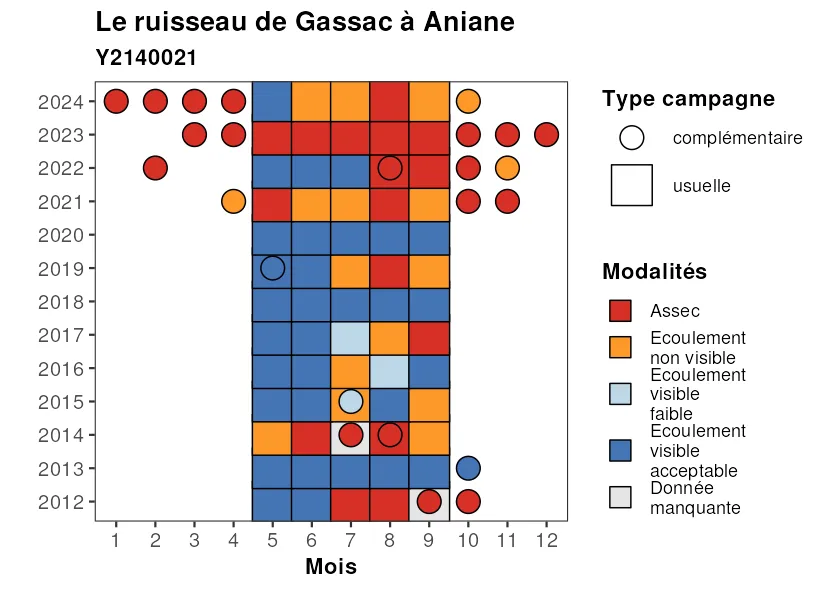 Le ruisseau de Gassac à Aniane
Y2140021
2024
2023
2022
2021
2020
2019
2018
2017
2016
2015
2014
2013
2012
1 2 3 4 5 6 7 8 9 10 11 12
Mois
Type campagne
complémentaire
usuelle
Modalités
Assec
Ecoulement
non visible
Ecoulement
visible
faible
Ecoulement
visible
acceptable
Donnée
manquante